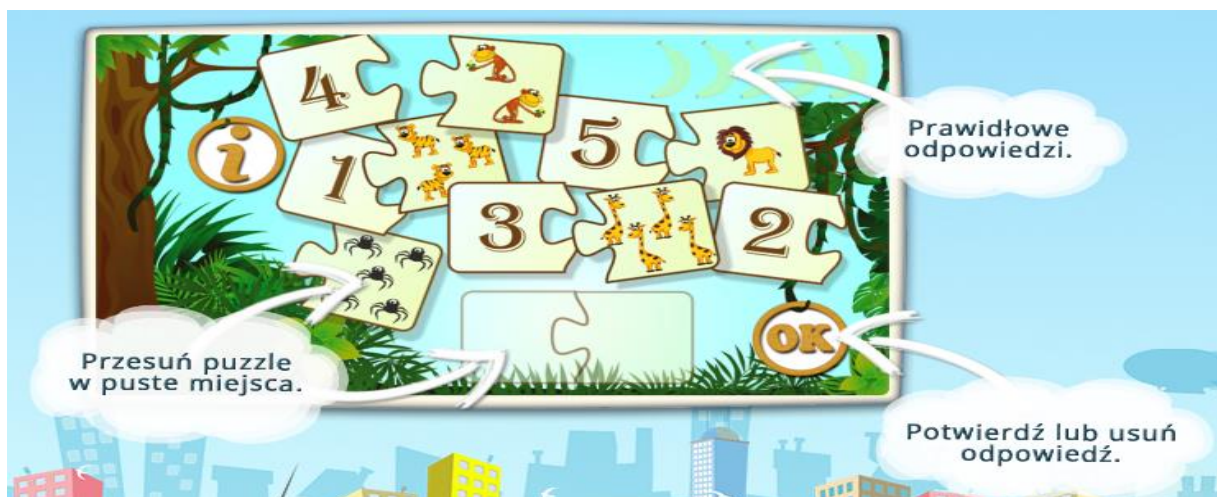 4
1
5
3
2
i
Prawidłowe
odpowiedzi.
Przesuń puzzle
w puste miejsca.
OK
Potwierdź lub usuń
odpowiedź.